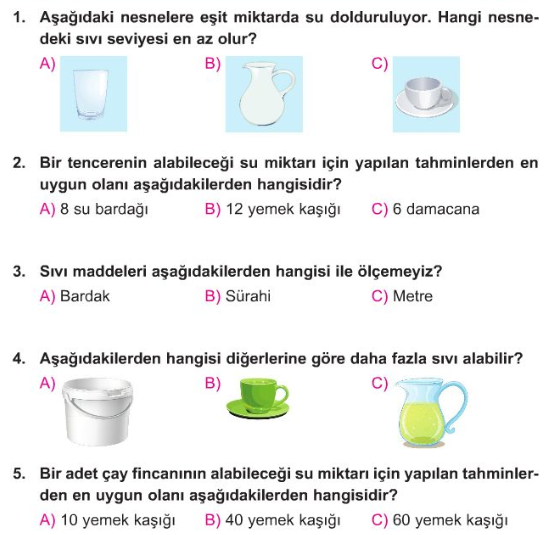 1. Aşağıdaki nesnelere eşit miktarda su dolduruluyor. Hangi nesne-
deki sıvı seviyesi en az olur?
A) B) C)
2. Bir tencerenin alabileceği su miktarı için yapılan tahminlerden en
uygun olanı aşağıdakilerden hangisidir?
A) 8 su bardağı B) 12 yemek kaşığı C) 6 damacana
3. Sıvı maddeleri aşağıdakilerden hangisi ile ölçemeyiz?
A) Bardak B) Sürahi C) Metre
4. Aşağıdakilerden hangisi diğerlerine göre daha fazla sıvı alabilir?
A) B) C)
5. Bir adet çay fincanının alabileceği su miktarı için yapılan tahminler-
den en uygun olanı aşağıdakilerden hangisidir?
A) 10 yemek kaşığı B) 40 yemek kaşığı C) 60 yemek kaşığı